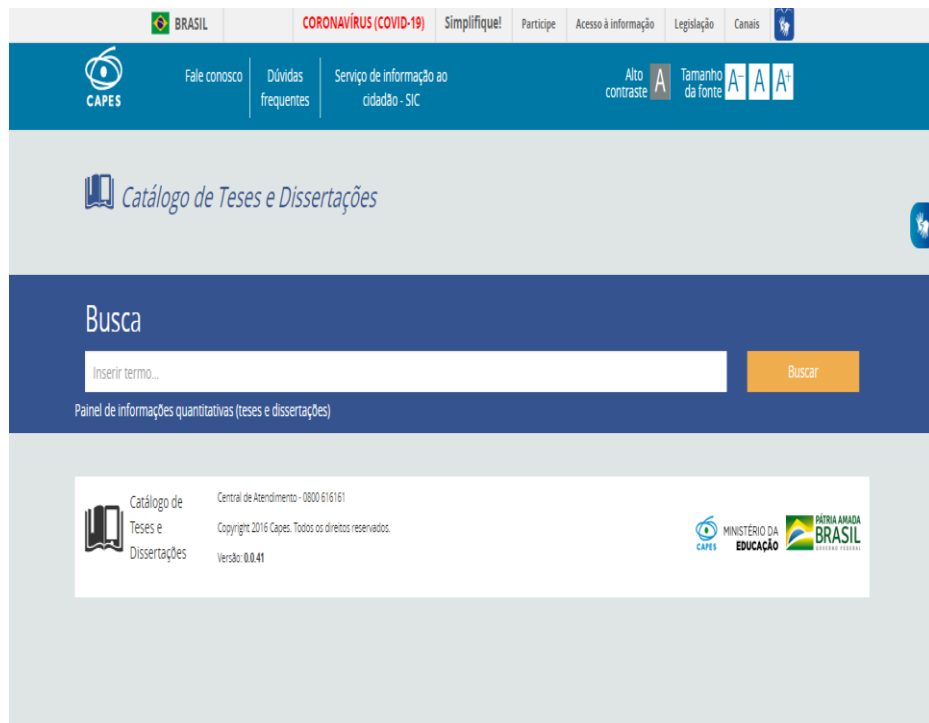 BRASIL CORONAVÍRUS (COVID-19) Simplifique! Participe Acesso à informação Legislação Canais
CAPES
Fale conosco
Dúvidas
frequentes
Serviço de informação ao
cidadão - SIC
Alto
contraste A
Tamanho
da fonte A- A A+
Catálogo de Teses e Dissertações
Busca
Inserir termo...
Buscar
Painel de informações quantitativas (teses e dissertações)
Catálogo de
Teses e
Dissertações
Central de Atendimento - 0800 616161
Copyright 2016 Capes. Todos os direitos reservados.
Versão: 0.0.41
CAPES
MINISTÉRIO DA
EDUCAÇÃO
PÁTRIA AMADA
BRASIL
GOVERNO FEDERAL